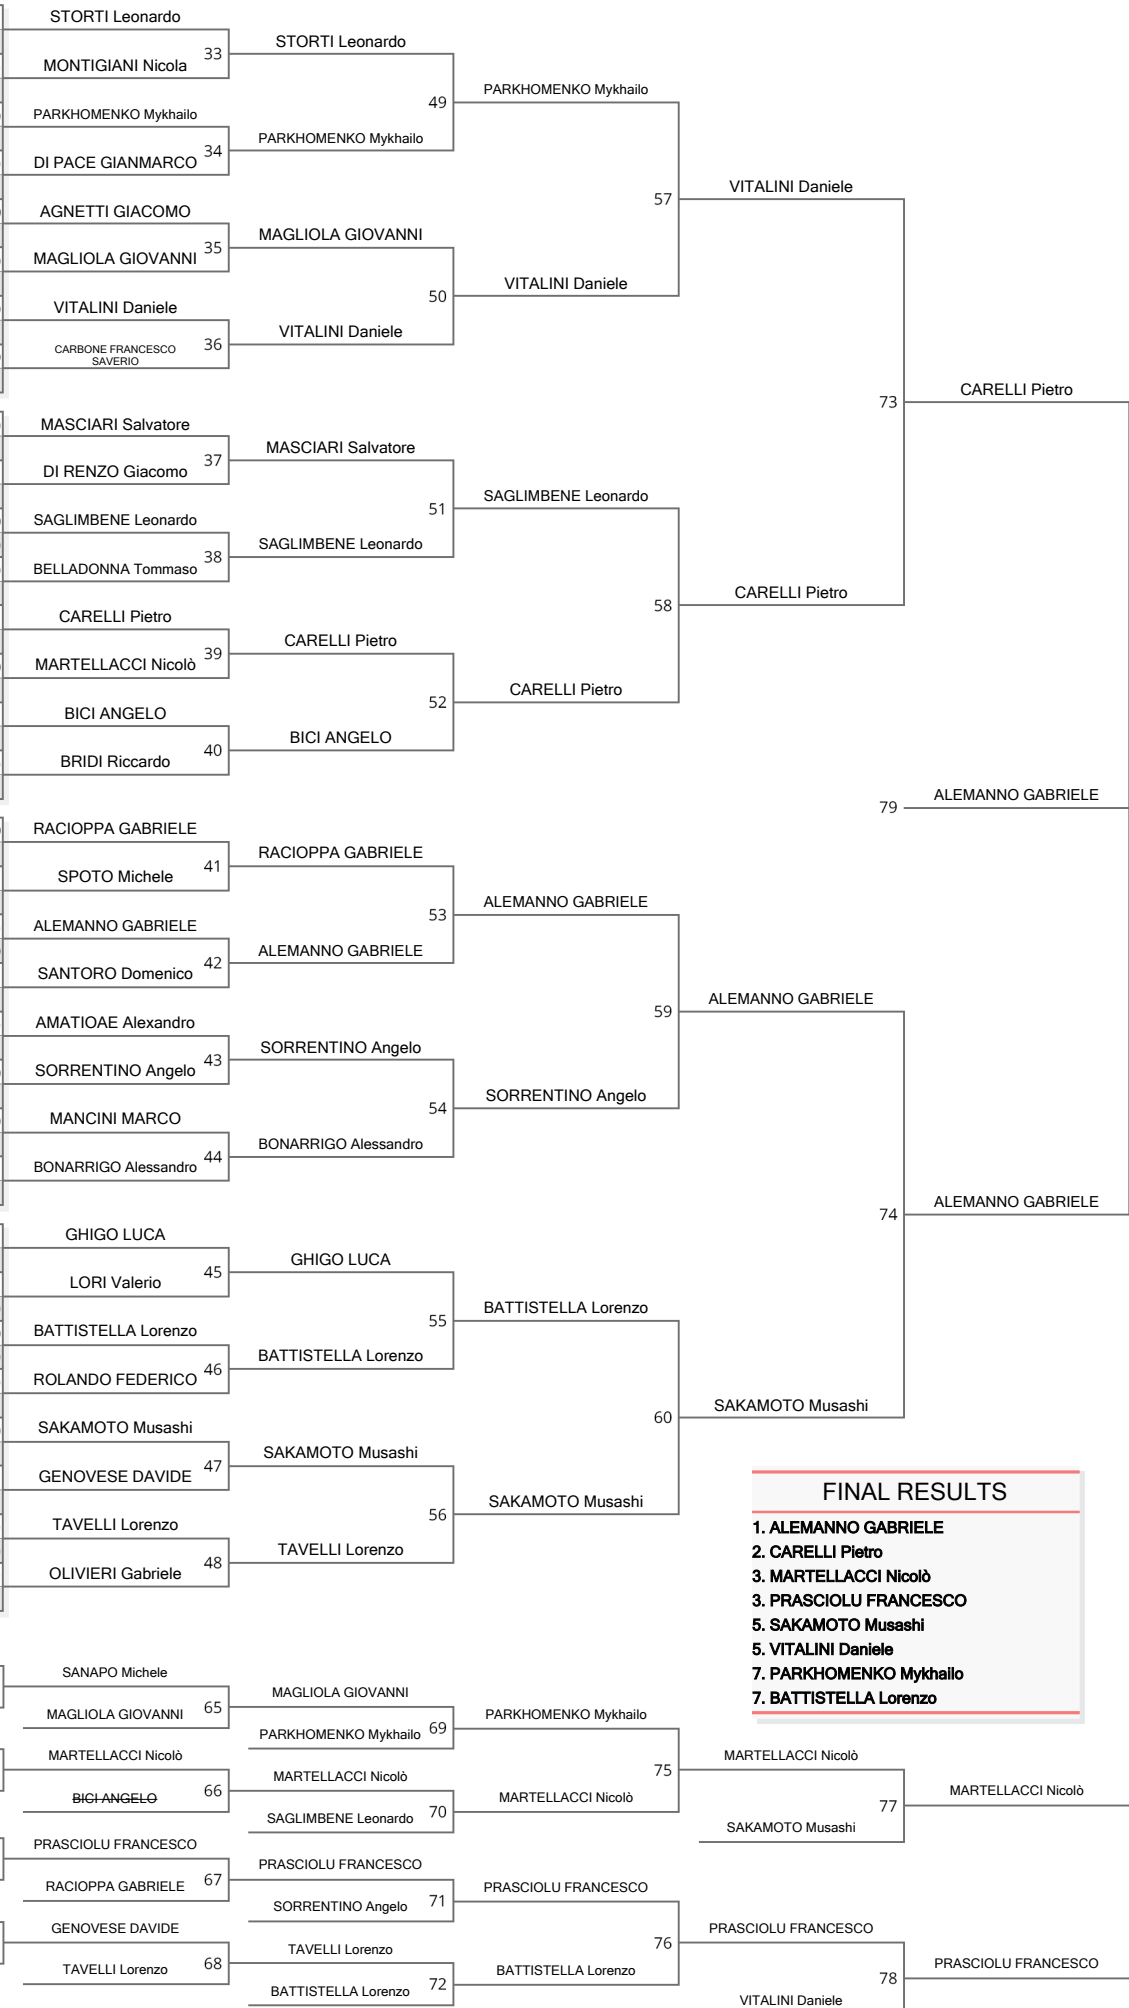 STORTI Leonardo
33
MONTIGIANI Nicola
STORTI Leonardo
49
PARKHOMENKO Mykhailo
34
DI PACE GIANMARCO
PARKHOMENKO Mykhailo
PARKHOMENKO Mykhailo
57
AGNETTI GIACOMO
35
MAGLIOLA GIOVANNI
MAGLIOLA GIOVANNI
50
VITALINI Daniele
36
CARBONE FRANCESCO
SAVERIO
VITALINI Daniele
VITALINI Daniele
VITALINI Daniele
73
MASCIARI Salvatore
37
DI RENZO Giacomo
MASCIARI Salvatore
51
SAGLIMBENE Leonardo
38
BELLADONNA Tommaso
SAGLIMBENE Leonardo
SAGLIMBENE Leonardo
58
CARELLI Pietro
39
MARTELLACCI Nicolò
CARELLI Pietro
52
BICI ANGELO
40
BRIDI Riccardo
BICI ANGELO
CARELLI Pietro
CARELLI Pietro
CARELLI Pietro
79
ALEMANNO GABRIELE
RACIOPPA GABRIELE
41
SPOTO Michele
RACIOPPA GABRIELE
53
ALEMANNO GABRIELE
42
SANTORO Domenico
ALEMANNO GABRIELE
ALEMANNO GABRIELE
59
AMATIOAE Alexandro
43
SORRENTINO Angelo
SORRENTINO Angelo
54
MANCINI MARCO
44
BONARRIGO Alessandro
BONARRIGO Alessandro
SORRENTINO Angelo
ALEMANNO GABRIELE
74
ALEMANNO GABRIELE
GHIGO LUCA
45
LORI Valerio
GHIGO LUCA
55
BATTISTELLA Lorenzo
46
ROLANDO FEDERICO
BATTISTELLA Lorenzo
BATTISTELLA Lorenzo
60
SAKAMOTO Musashi
47
GENOVESE DAVIDE
SAKAMOTO Musashi
56
TAVELLI Lorenzo
48
OLIVIERI Gabriele
TAVELLI Lorenzo
SAKAMOTO Musashi
SAKAMOTO Musashi
FINAL RESULTS
1. ALEMANNO GABRIELE
2. CARELLI Pietro
3. MARTELLACCI Nicolò
3. PRASCIOLU FRANCESCO
5. SAKAMOTO Musashi
5. VITALINI Daniele
7. PARKHOMENKO Mykhailo
7. BATTISTELLA Lorenzo
SANAPO Michele
65
MAGLIOLA GIOVANNI
MAGLIOLA GIOVANNI
69
PARKHOMENKO Mykhailo
PARKHOMENKO Mykhailo
75
MARTELLACCI Nicolò
66
BICI ANGELO
MARTELLACCI Nicolò
70
SAGLIMBENE Leonardo
MARTELLACCI Nicolò
MARTELLACCI Nicolò
77
SAKAMOTO Musashi
MARTELLACCI Nicolò
PRASCIOLU FRANCESCO
67
RACIOPPA GABRIELE
PRASCIOLU FRANCESCO
71
SORRENTINO Angelo
PRASCIOLU FRANCESCO
76
GENOVESE DAVIDE
68
TAVELLI Lorenzo
TAVELLI Lorenzo
72
BATTISTELLA Lorenzo
BATTISTELLA Lorenzo
PRASCIOLU FRANCESCO
78
VITALINI Daniele
PRASCIOLU FRANCESCO